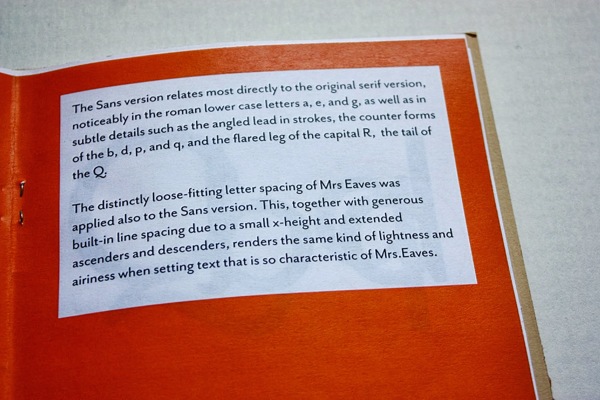 The Sans version relates most directly to the original serif version,
noticeably in the roman lower case letters a, e, and g, as well as in
subtle details such as the angled lead in strokes, the counter forms
of the b, d, p, and q, and the flared leg of the capital R, the tail of
the Q.
The distinctly loose-fitting letter spacing of Mrs Eaves was
applied also to the Sans version. This, together with generous
built-in line spacing due to a small x-height and extended
ascenders and descenders, renders the same kind of lightness and
airiness when setting text that is so characteristic of Mrs.Eaves.